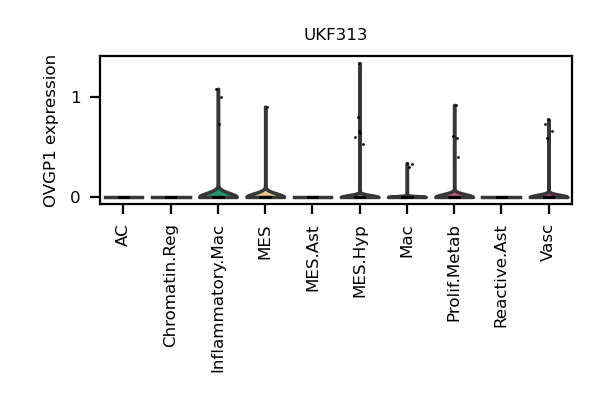 UKF313
OVGP1 expression
1
0
AC
Chromatin.Reg
Inflammatory.Mac
MES
MES.Ast
MES.Hyp
Mac
Prolif.Metab
Reactive.Ast
Vasc